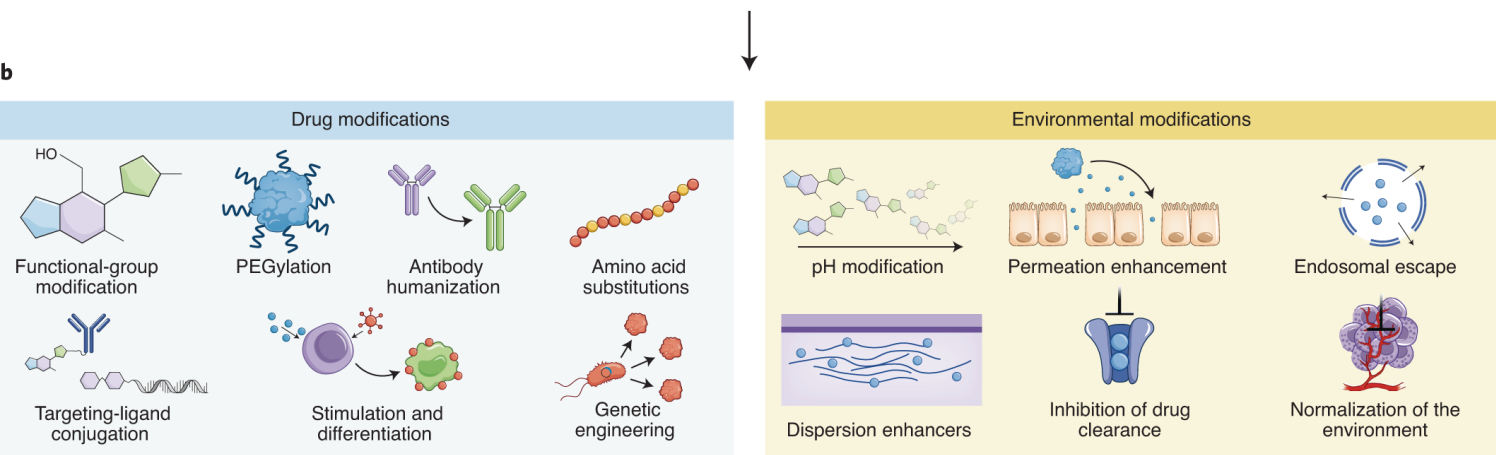 b
Drug modifications
HO
Functional-group
modification
PEGylation
Antibody
humanization
Amino acid
substitutions
Targeting-ligand
conjugation
Stimulation and
differentiation
Genetic
engineering
Environmental modifications
pH modification
Permeation enhancement
Endosomal escape
Dispersion enhancers
Inhibition of drug
clearance
Normalization of the
environment